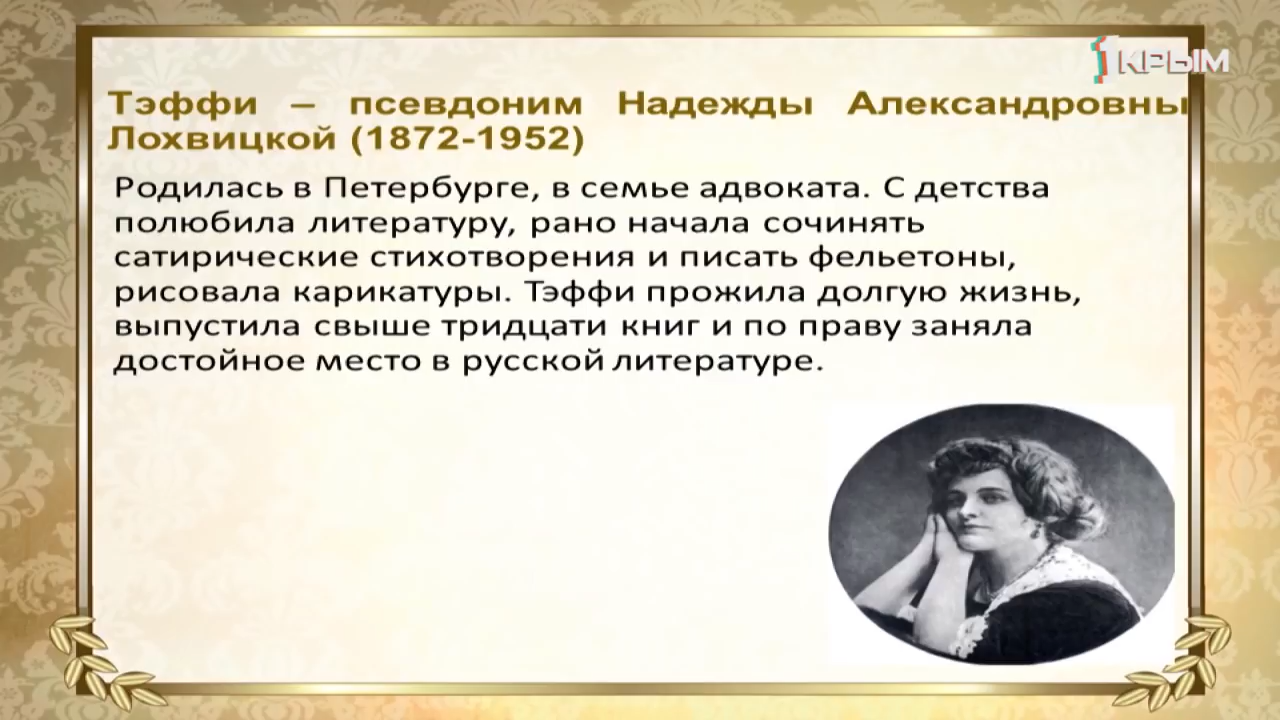 1КРЫМ
Тэффи – псевдоним Надежды Александровны
Лохвицкой (1872-1952)
Родилась в Петербурге, в семье адвоката. С детства
полюбила литературу, рано начала сочинять
сатирические стихотворения и писать фельетоны,
рисовала карикатуры. Тэффи прожила долгую жизнь,
выпустила свыше тридцати книг и по праву заняла
достойное место в русской литературе.